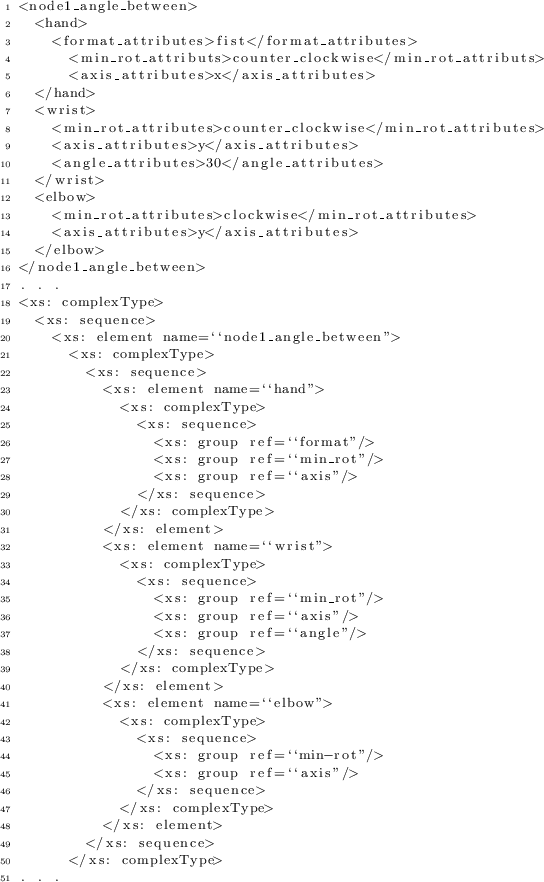 1 <node1_angle_between>
2 <hand>
3 <format_attributes>fist</format_attributes>
4 <min_rot_attributs>counter_clockwise</min_rot_attributs>
5 <axis_attributes>x</axis_attributes>
6 </hand>
7 <wrist>
8 <min_rot_attributes>counter_clockwise</min_rot_attributes>
9 <axis_attributes>y</axis_attributes>
10 <angle_attributes>30</angle_attributes>
11 </wrist>
12 <elbow>
13 <min_rot_attributes>clockwise</min_rot_attributes>
14 <axis_attributes>y</axis_attributes>
15 </elbow>
16 </node1_angle_between>
17 . . .
18 <xs: complexType>
19 <xs: sequence>
20 <xs: element name=‘‘node1_angle_between”>
21 <xs: complexType>
22 <xs: sequence>
23 <xs: element name=‘‘hand”>
24 <xs: complexType>
25 <xs: sequence>
26 <xs: group ref=‘‘format”/>
27 <xs: group ref=‘‘min_rot”/>
28 <xs: group ref=‘‘axis”/>
29 </xs: sequence>
30 </xs: complexType>
31 </xs: element>
32 <xs: element name=‘‘wrist”>
33 <xs: complexType>
34 <xs: sequence>
35 <xs: group ref=‘‘min_rot”/>
36 <xs: group ref=‘‘axis”/>
37 <xs: group ref=‘‘angle”/>
38 </xs: sequence>
39 </xs: complexType>
40 </xs: element>
41 <xs: element name=‘‘elbow”>
42 <xs: complexType>
43 <xs: sequence>
44 <xs: group ref=‘‘min−rot”/>
45 <xs: group ref=‘‘axis”/>
46 </xs: sequence>
47 </xs: complexType>
48 </xs: element>
49 </xs: sequence>
50 </xs: complexType>
51 . . .